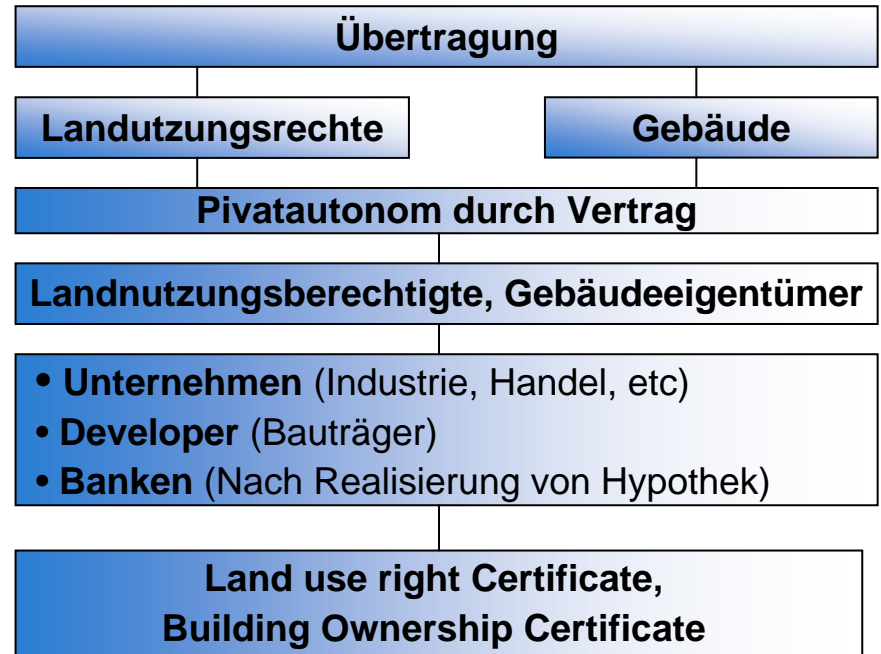 Übertragung
Landutzungsrechte
Gebäude
Pivatautonom durch Vertrag
Landnutzungsberechtigte, Gebäudeeigentümer
• Unternehmen (Industrie, Handel, etc)
• Developer (Bauträger)
• Banken (Nach Realisierung von Hypothek)
Land use right Certificate,
Building Ownership Certificate